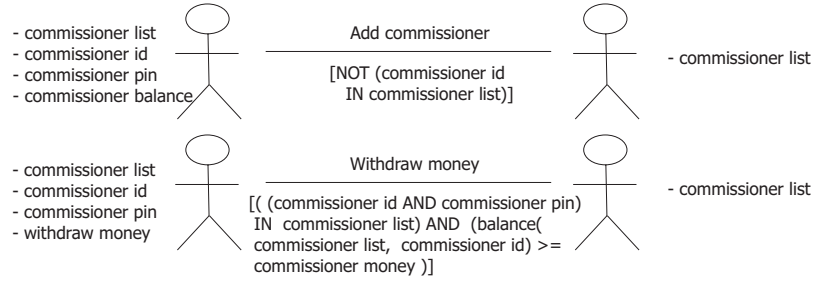 - commissioner list
- commissioner id
- commissioner pin
- commissioner balance
Add commissioner
[NOT (commissioner id
IN commissioner list)]
- commissioner list
- commissioner list
- commissioner id
- commissioner pin
- withdraw money
Withdraw money
[( (commissioner id AND commissioner pin)
IN commissioner list) AND (balance(
commissioner list, commissioner id) >=
commissioner money )]
- commissioner list